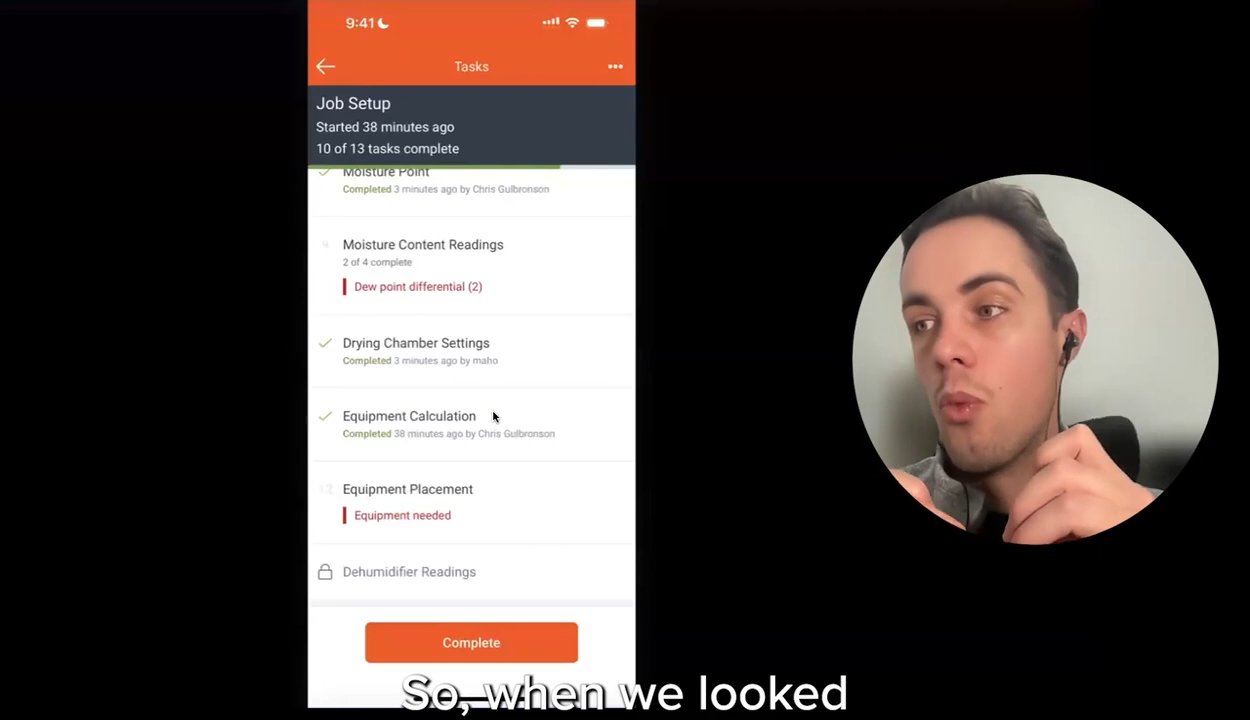 9:41
Tasks
Job Setup
Started 38 minutes ago
10 of 13 tasks complete
Moisture Point
Completed 3 minutes ago by Chris Gulbronson
9
Moisture Content Readings
2 of 4 complete
Dew point differential (2)
Drying Chamber Settings
Completed 3 minutes ago by maho
Equipment Calculation
Completed 38 minutes ago by Chris Gulbronson
12
Equipment Placement
Equipment needed
Dehumidifier Readings
Complete
So, when we looked